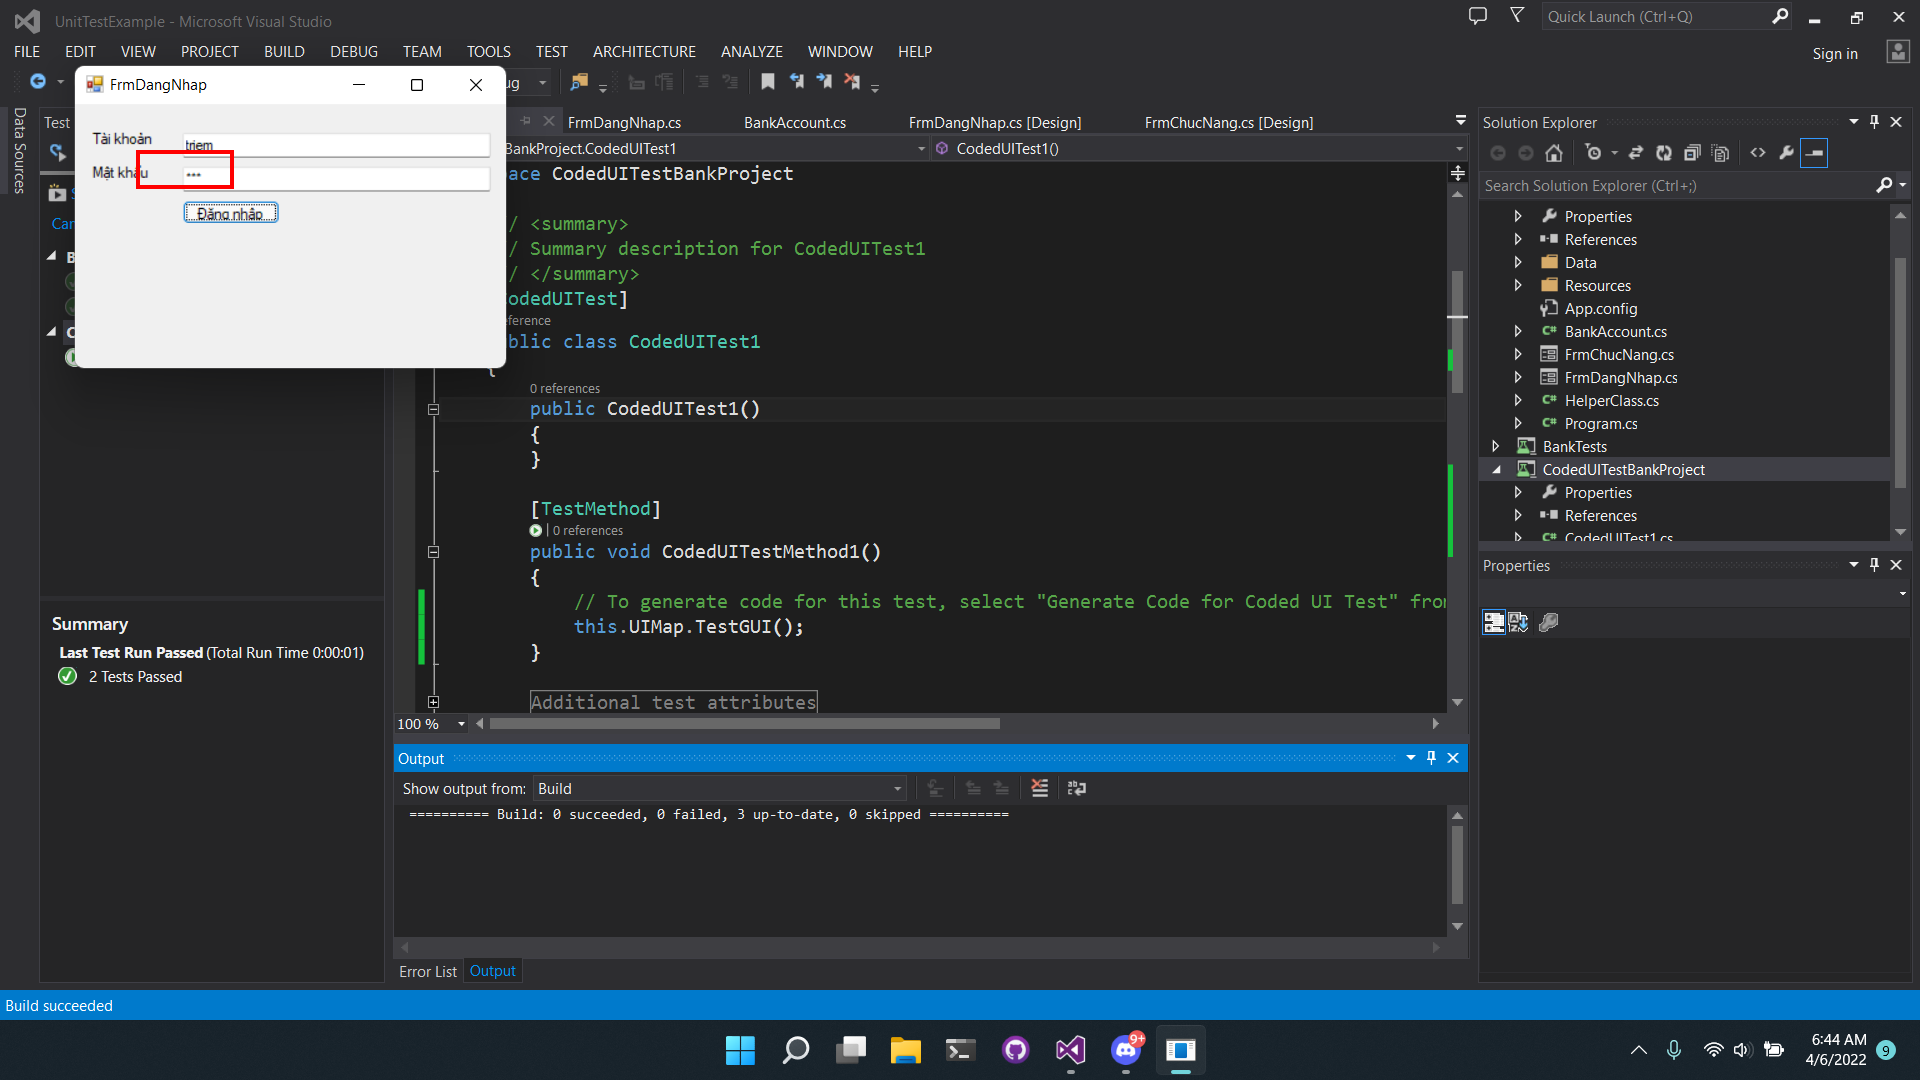 UnitTestExample - Microsoft Visual Studio
Quick Launch (Ctrl+Q)
FILE EDIT VIEW PROJECT BUILD DEBUG TEAM TOOLS TEST ARCHITECTURE ANALYZE WINDOW HELP
Sign in
FrmDangNhap
Tài khoản
triem
Mật khẩu
***
Đăng nhập
Data Sources
Test
FrmDangNhap.cs BankAccount.cs FrmDangNhap.cs [Design] FrmChucNang.cs [Design]
BankProject.CodedUITest1
CodedUITest1()
CodedUITestBankProject
/ <summary>
/ Summary description for CodedUITest1
/ </summary>
CodedUITest]
public class CodedUITest1
{
0 references
public CodedUITest1()
{
}
[TestMethod]
| 0 references
public void CodedUITestMethod1()
{
// To generate code for this test, select "Generate Code for Coded UI Test" from
this.UIMap.TestGUI();
}
Additional test attributes
100 %
Summary
Last Test Run Passed (Total Run Time 0:00:01)
2 Tests Passed
Output
Show output from: Build
========== Build: 0 succeeded, 0 failed, 3 up-to-date, 0 skipped ==========
Error List Output
Solution Explorer
Search Solution Explorer (Ctrl+;)
Properties
References
Data
Resources
App.config
BankAccount.cs
FrmChucNang.cs
FrmDangNhap.cs
HelperClass.cs
Program.cs
BankTests
CodedUITestBankProject
Properties
References
CodedUITest1.cs
Properties
Build succeeded
9+
6:44 AM
4/6/2022
9